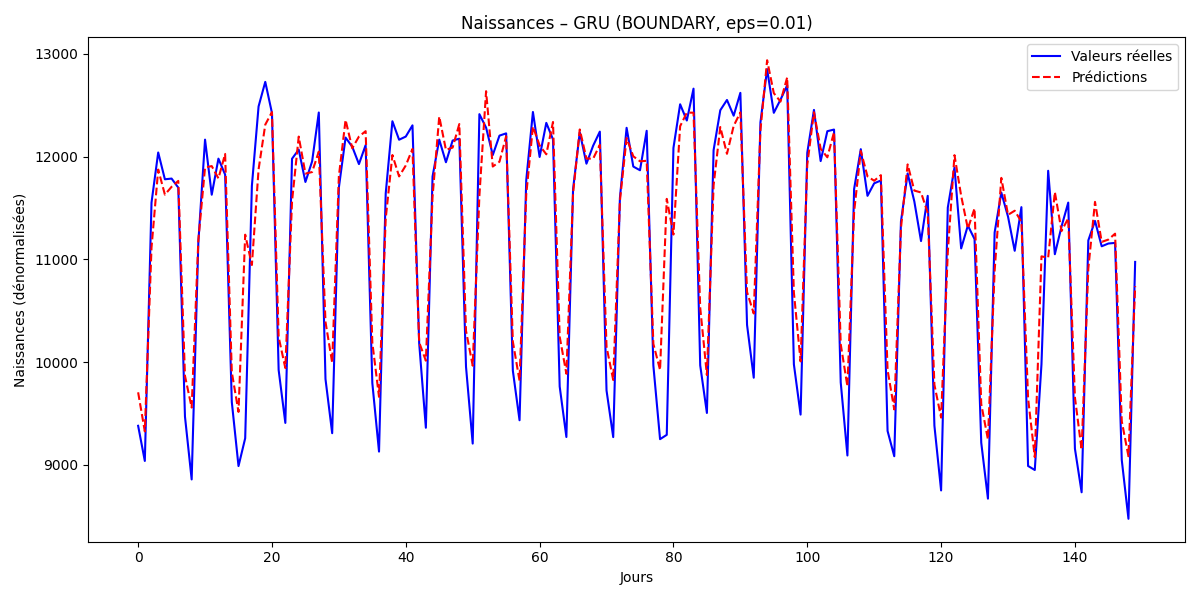 Naissances – GRU (BOUNDARY, eps=0.01)
Valeurs réelles
Prédictions
Naissances (dénormalisées)
13000
12000
11000
10000
9000
0 20 40 60 80 100 120 140
Jours